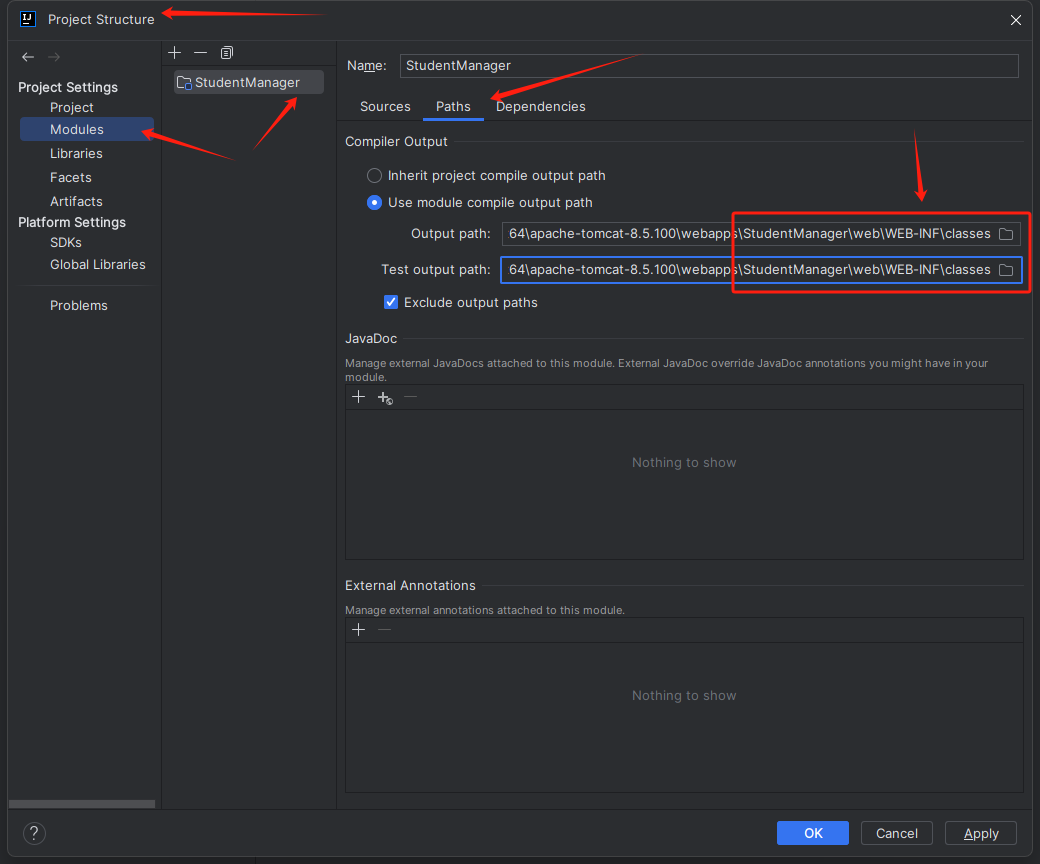 IJ
Project Structure
Project Settings
Project
Modules
Libraries
Facets
Artifacts
Platform Settings
SDKs
Global Libraries
Problems
StudentManager
Name: StudentManager
Sources Paths Dependencies
Compiler Output
Inherit project compile output path
Use module compile output path
Output path: 64\apache-tomcat-8.5.100\webapps\StudentManager\web\WEB-INF\classes
Test output path: 64\apache-tomcat-8.5.100\webapps\StudentManager\web\WEB-INF\classes
Exclude output paths
JavaDoc
Manage external JavaDocs attached to this module. External JavaDoc override JavaDoc annotations you might have in your
module.
Nothing to show
External Annotations
Manage external annotations attached to this module.
Nothing to show
?
OK Cancel Apply